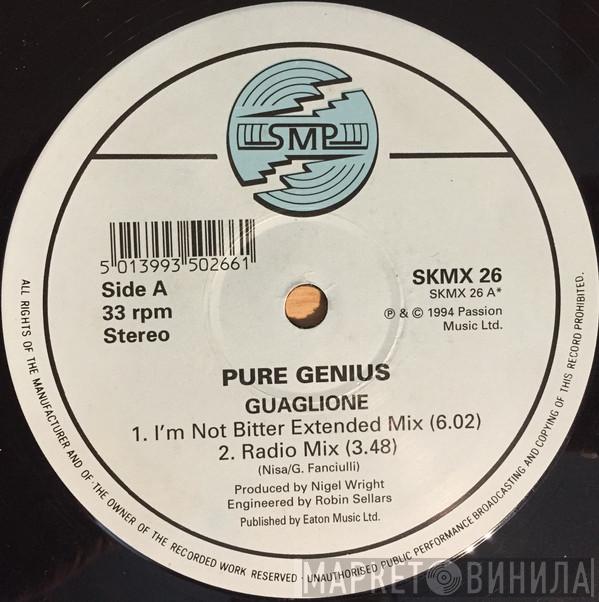 SMP
5 013993 502661
Side A
33 rpm
Stereo
SKMX 26
SKMX 26 A*
℗ & © 1994 Passion
Music Ltd.
PURE GENIUS
GUAGLIONE
1. I'm Not Bitter Extended Mix (6.02)
2. Radio Mix (3.48)
(Nisa/G. Fanciulli)
Produced by Nigel Wright
Engineered by Robin Sellars
Published by Eaton Music Ltd.
ALL RIGHTS OF THE MANUFACTURER AND OF THE OWNER OF THE RECORDED WORK RESERVED · UNAUTHORISED PUBLIC PERFORMANCE BROADCASTING AND COPYING OF THIS RECORD PROHIBITED.
МАРКЕТ ВИНИЛА